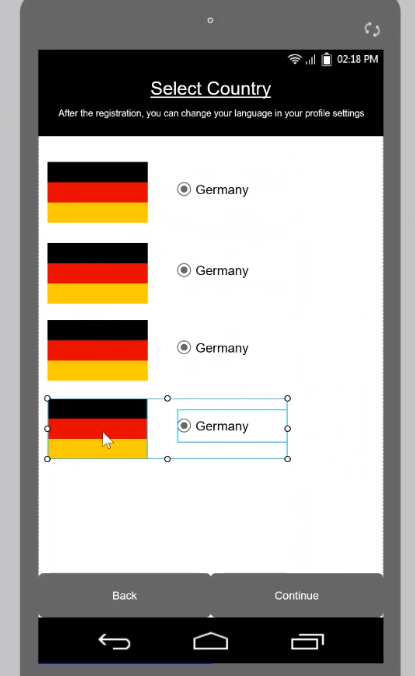 02:18 PM
Select Country
After the registration, you can change your language in your profile settings
Germany
Germany
Germany
Germany
Back Continue